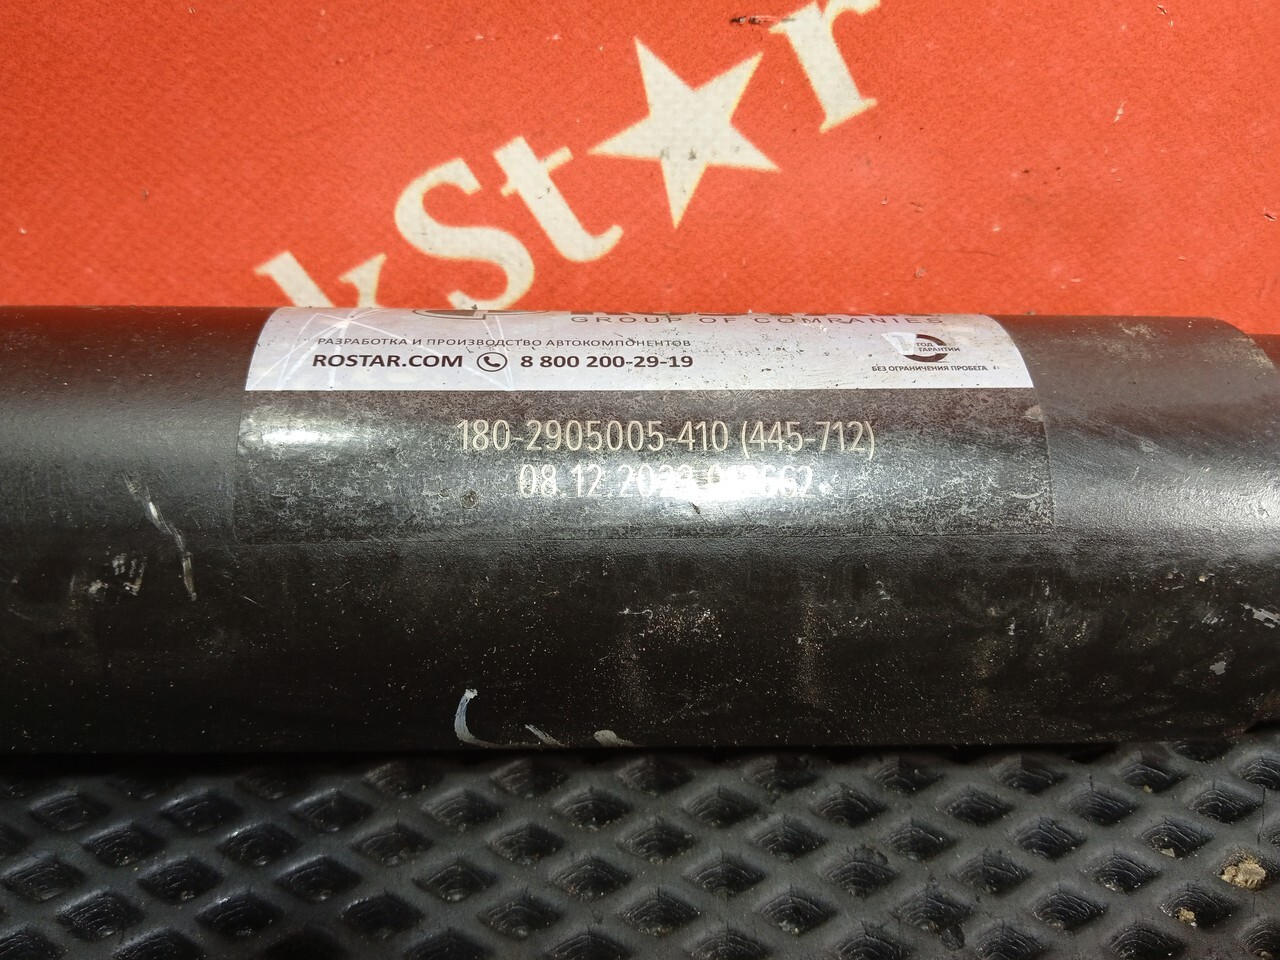 kSt★r
GROUP OF COMPANIES
РАЗРАБОТКА И ПРОИЗВОДСТВО АВТОКОМПОНЕНТОВ
ROSTAR.COM 8 800 200-29-19
ГОД
ГАРАНТИИ
БЕЗ ОГРАНИЧЕНИЯ ПРОБЕГА
180-2905005-410 (445-712)
08.12.